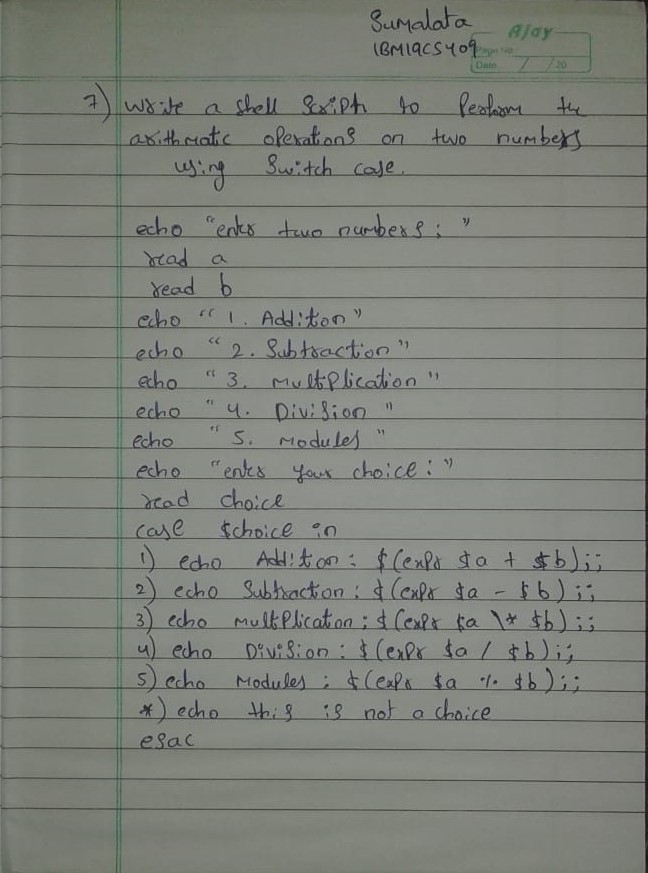 Sumalata
1BM19CS409
Ajay
Page No
Date / / 20
7) Write a shell script to perform the
arithmatic operations on two numbers
using Switch case.
echo "enter two numbers: "
read a
read b
echo " 1. Addition"
echo " 2. Subtraction"
echo " 3. Multiplication"
echo " 4. Division "
echo " 5. Modules "
echo "enter your choice: "
read choice
case $choice in
1) echo Addition: $(expr $a + $b);;
2) echo Subtraction: $(expr $a - $b);;
3) echo Multiplication: $(expr $a \* $b);;
4) echo Division: $(expr $a / $b);;
5) echo Modules: $(expr $a % $b);;
*) echo this is not a choice
esac